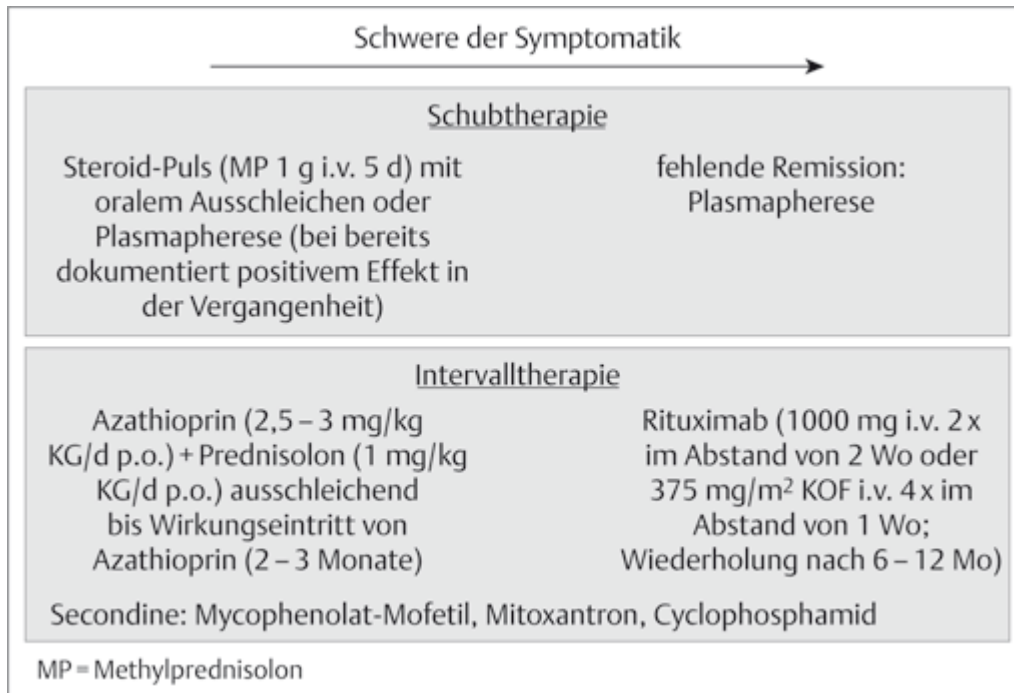 Schwere der Symptomatik
Schubtherapie
Steroid-Puls (MP 1 g i.v. 5 d) mit
oralem Ausschleichen oder
Plasmapherese (bei bereits
dokumentiert positivem Effekt in
der Vergangenheit)
fehlende Remission:
Plasmapherese
Intervalltherapie
Azathioprin (2,5 – 3 mg/kg
KG/d p.o.) + Prednisolon (1 mg/kg
KG/d p.o.) ausschleichend
bis Wirkungseintritt von
Azathioprin (2 – 3 Monate)
Rituximab (1000 mg i.v. 2 x
im Abstand von 2 Wo oder
375 mg/m² KOF i.v. 4 x im
Abstand von 1 Wo;
Wiederholung nach 6 – 12 Mo)
Secondine: Mycophenolat-Mofetil, Mitoxantron, Cyclophosphamid
MP = Methylprednisolon